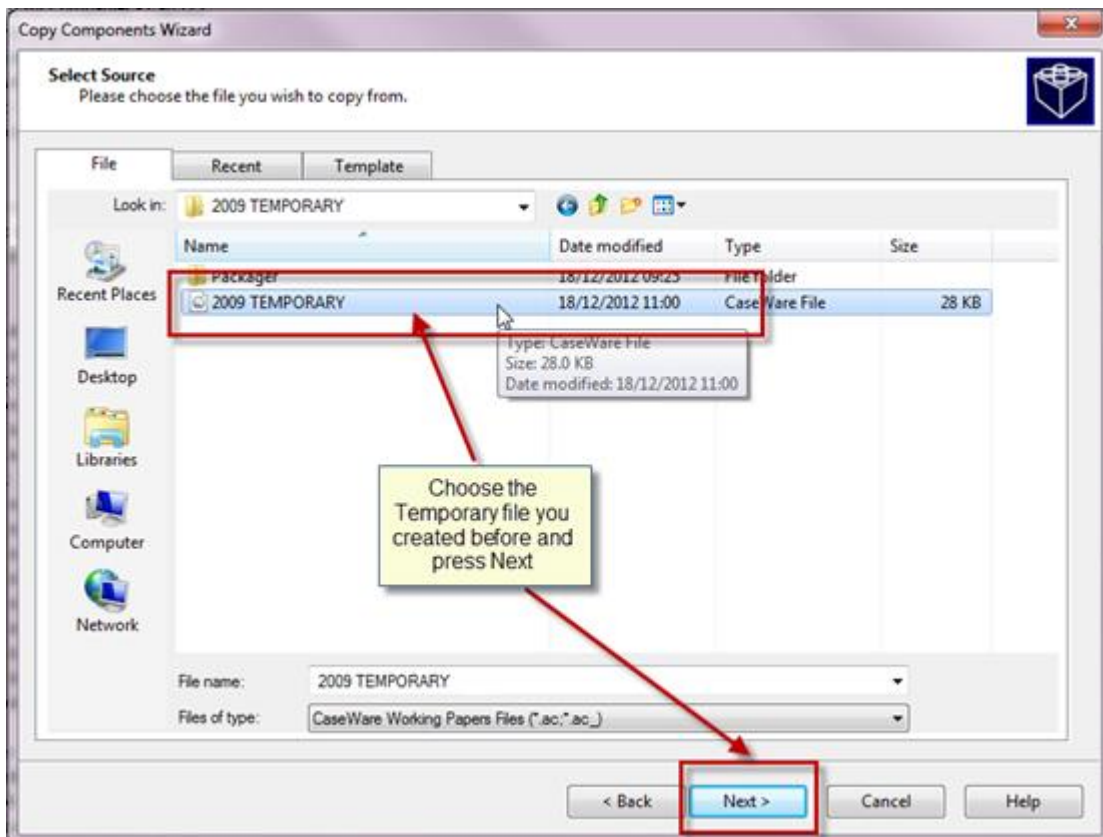 Copy Components Wizard
Select Source
Please choose the file you wish to copy from.
File Recent Template
Look in: 2009 TEMPORARY
Name Date modified Type Size
Packager 18/12/2012 09:25 File folder
2009 TEMPORARY 18/12/2012 11:00 CaseWare File 28 KB
Type: CaseWare File
Size: 28.0 KB
Date modified: 18/12/2012 11:00
Recent Places
Desktop
Libraries
Computer
Network
Choose the
Temporary file you
created before and
press Next
File name: 2009 TEMPORARY
Files of type: CaseWare Working Papers Files (*.ac;*.ac_)
< Back Next > Cancel Help